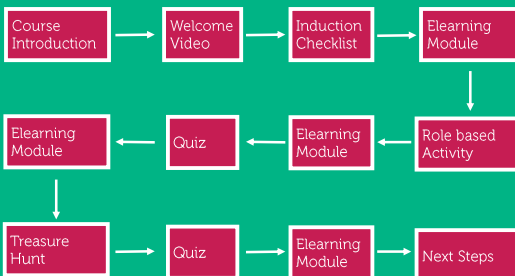 Course
Introduction
Welcome
Video
Induction
Checklist
Elearning
Module
Role based
Activity
Elearning
Module
Quiz
Elearning
Module
Treasure
Hunt
Quiz
Elearning
Module
Next Steps